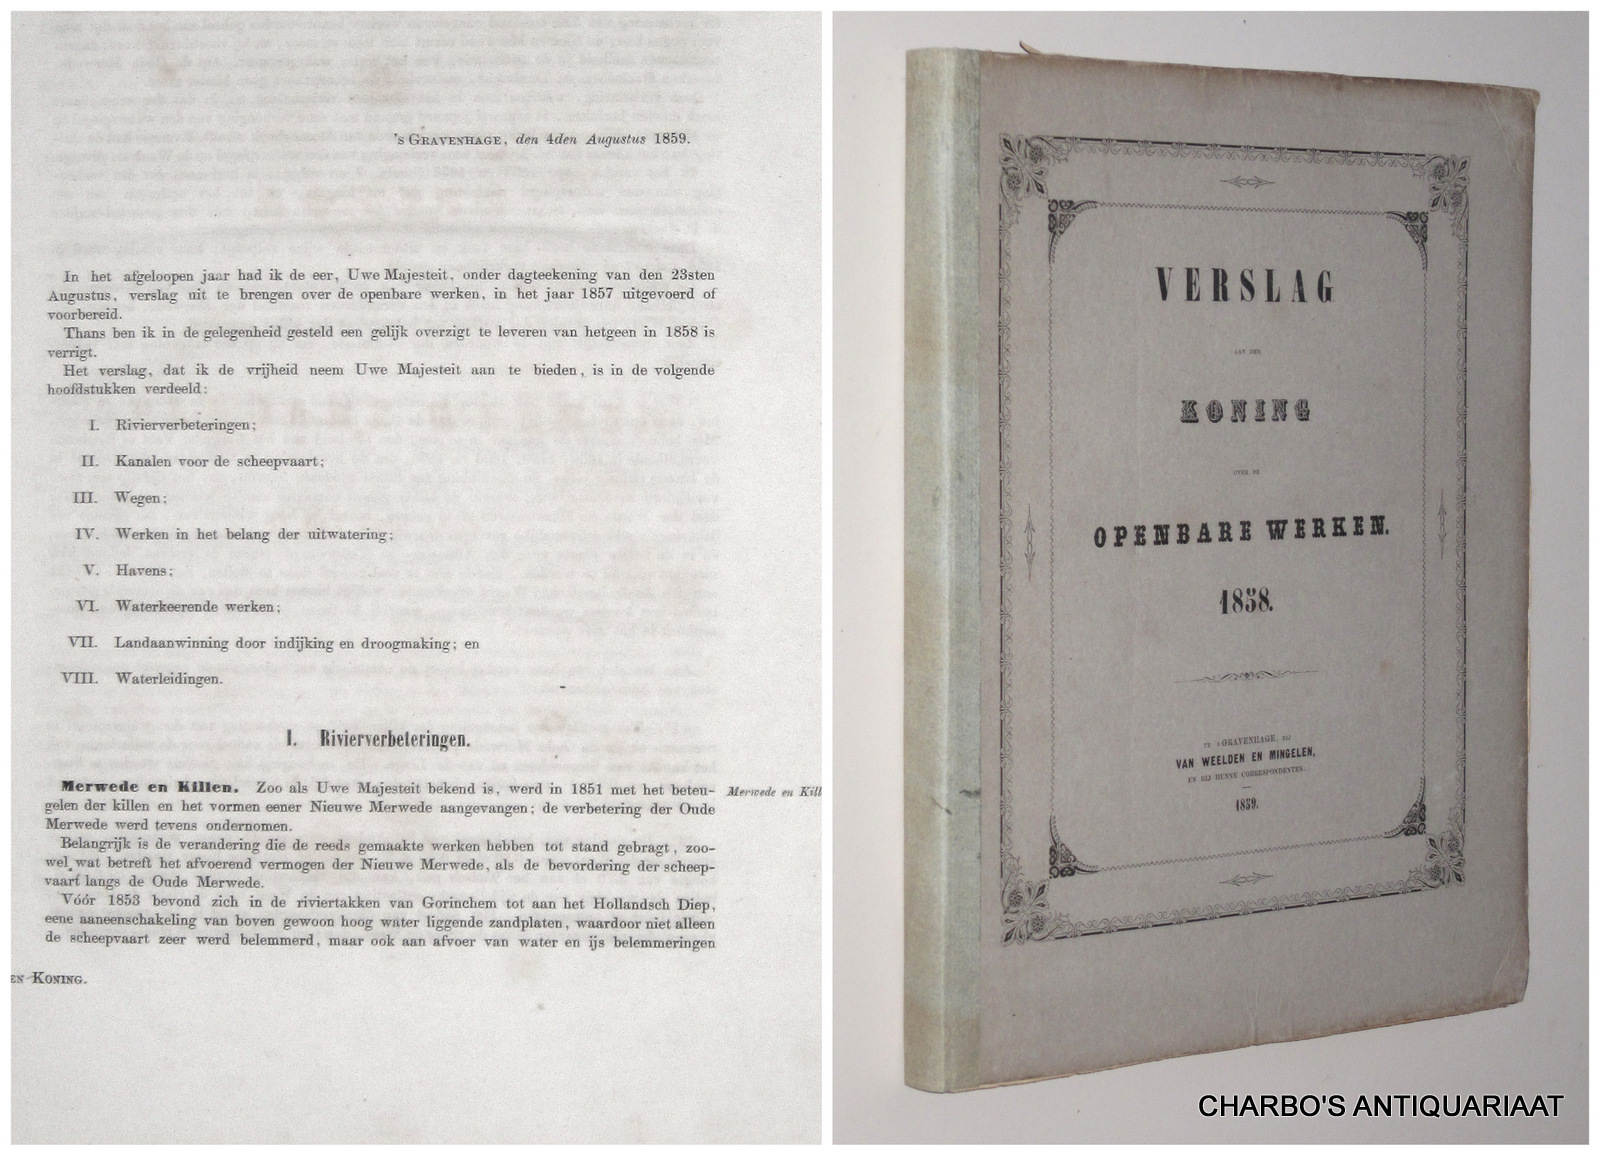 's Gravenhage, den 4den Augustus 1859.
In het afgeloopen jaar had ik de eer, Uwe Majesteit, onder dagteekening van den 23sten
Augustus, verslag uit te brengen over de openbare werken, in het jaar 1857 uitgevoerd of
voorbereid.
Thans ben ik in de gelegenheid gesteld een gelijk overzigt te leveren van hetgeen in 1858 is
verrigt.
Het verslag, dat ik de vrijheid neem Uwe Majesteit aan te bieden, is in de volgende
hoofdstukken verdeeld:
I. Rivierverbeteringen;
II. Kanalen voor de scheepvaart;
III. Wegen;
IV. Werken in het belang der uitwatering;
V. Havens;
VI. Waterkeerende werken;
VII. Landaanwinning door indijking en droogmaking; en
VIII. Waterleidingen.
I. Rivierverbeteringen.
Merwede en Killen. Zoo als Uwe Majesteit bekend is, werd in 1851 met het beteu-
Merwede en Kill
gelen der killen en het vormen eener Nieuwe Merwede aangevangen; de verbetering der Oude
Merwede werd tevens ondernomen.
Belangrijk is de verandering die de reeds gemaakte werken hebben tot stand gebragt, zoo-
wel wat betreft het afvoerend vermogen der Nieuwe Merwede, als de bevordering der scheep-
vaart langs de Oude Merwede.
Vóór 1853 bevond zich in de riviertakken van Gorinchem tot aan het Hollandsch Diep,
eene aaneenschakeling van boven gewoon hoog water liggende zandplaten, waardoor niet alleen
de scheepvaart zeer werd belemmerd, maar ook aan afvoer van water en ijs belemmeringen
en Koning.
VERSLAG
AAN DEN
KONING
OVER DE
OPENBARE WERKEN.
1858.
TE 'S GRAVENHAGE, BIJ
VAN WEELDEN EN MINGELEN,
EN BIJ HUNNE CORRESPONDENTEN.
1859.
CHARBO'S ANTIQUARIAAT